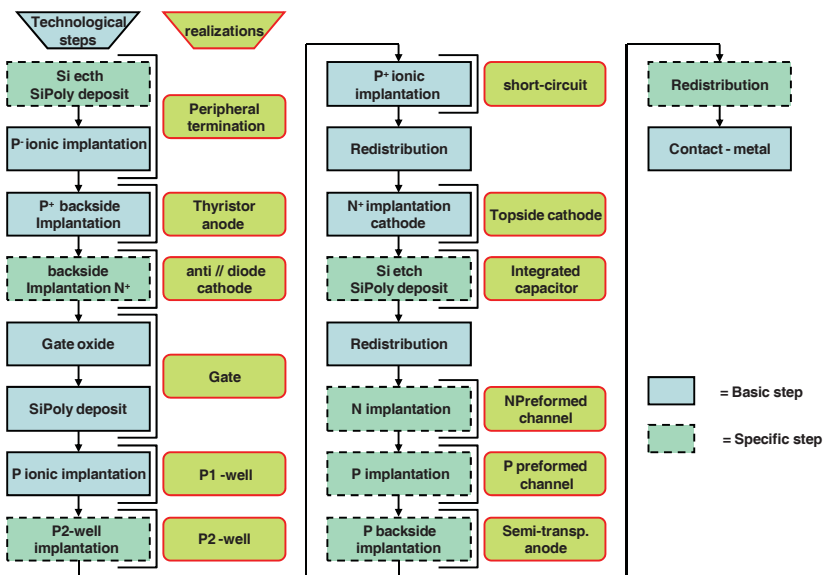 Technological
steps
realizations
Si ecth
SiPoly deposit
Peripheral
termination
P- ionic implantation
P+ backside
Implantation
Thyristor
anode
backside
Implantation N+
anti // diode
cathode
Gate oxide
Gate
SiPoly deposit
P ionic implantation
P1 -well
P2-well
implantation
P2 -well
P+ ionic
implantation
short-circuit
Redistribution
N+ implantation
cathode
Topside cathode
Si etch
SiPoly deposit
Integrated
capacitor
Redistribution
N implantation
NPreformed
channel
P implantation
P preformed
channel
P backside
implantation
Semi-transp.
anode
Redistribution
Contact - metal
= Basic step
= Specific step